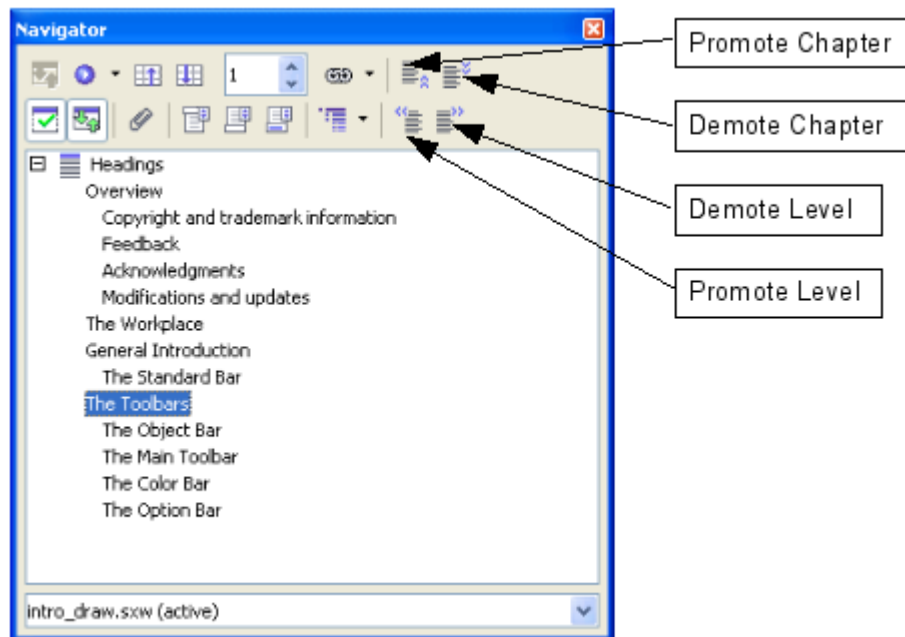 Navigator
1
Promote Chapter
Demote Chapter
Demote Level
Promote Level
Headings
Overview
Copyright and trademark information
Feedback
Acknowledgments
Modifications and updates
The Workplace
General Introduction
The Standard Bar
The Toolbars
The Object Bar
The Main Toolbar
The Color Bar
The Option Bar
intro_draw.sxw (active)